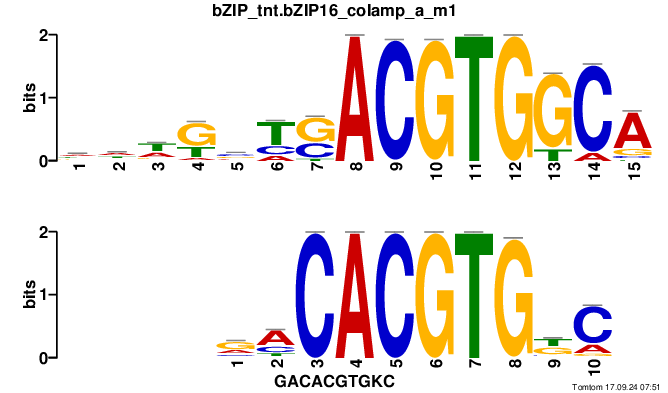 bZIP_tnt.bZIP16_colamp_a_m1
2
1
0
bits
TGTGACGTGGCA
1 2 3 4 5 6 7 8 9 10 11 12 13 14 15
2
1
0
bits
GACACGTGTC
1 2 3 4 5 6 7 8 9 10
GACACGTGKC
Tomtom 17.09.24 07:51